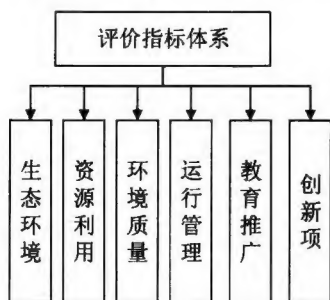 评价指标体系
生态环境
资源利用
环境质量
运行管理
教育推广
创新项